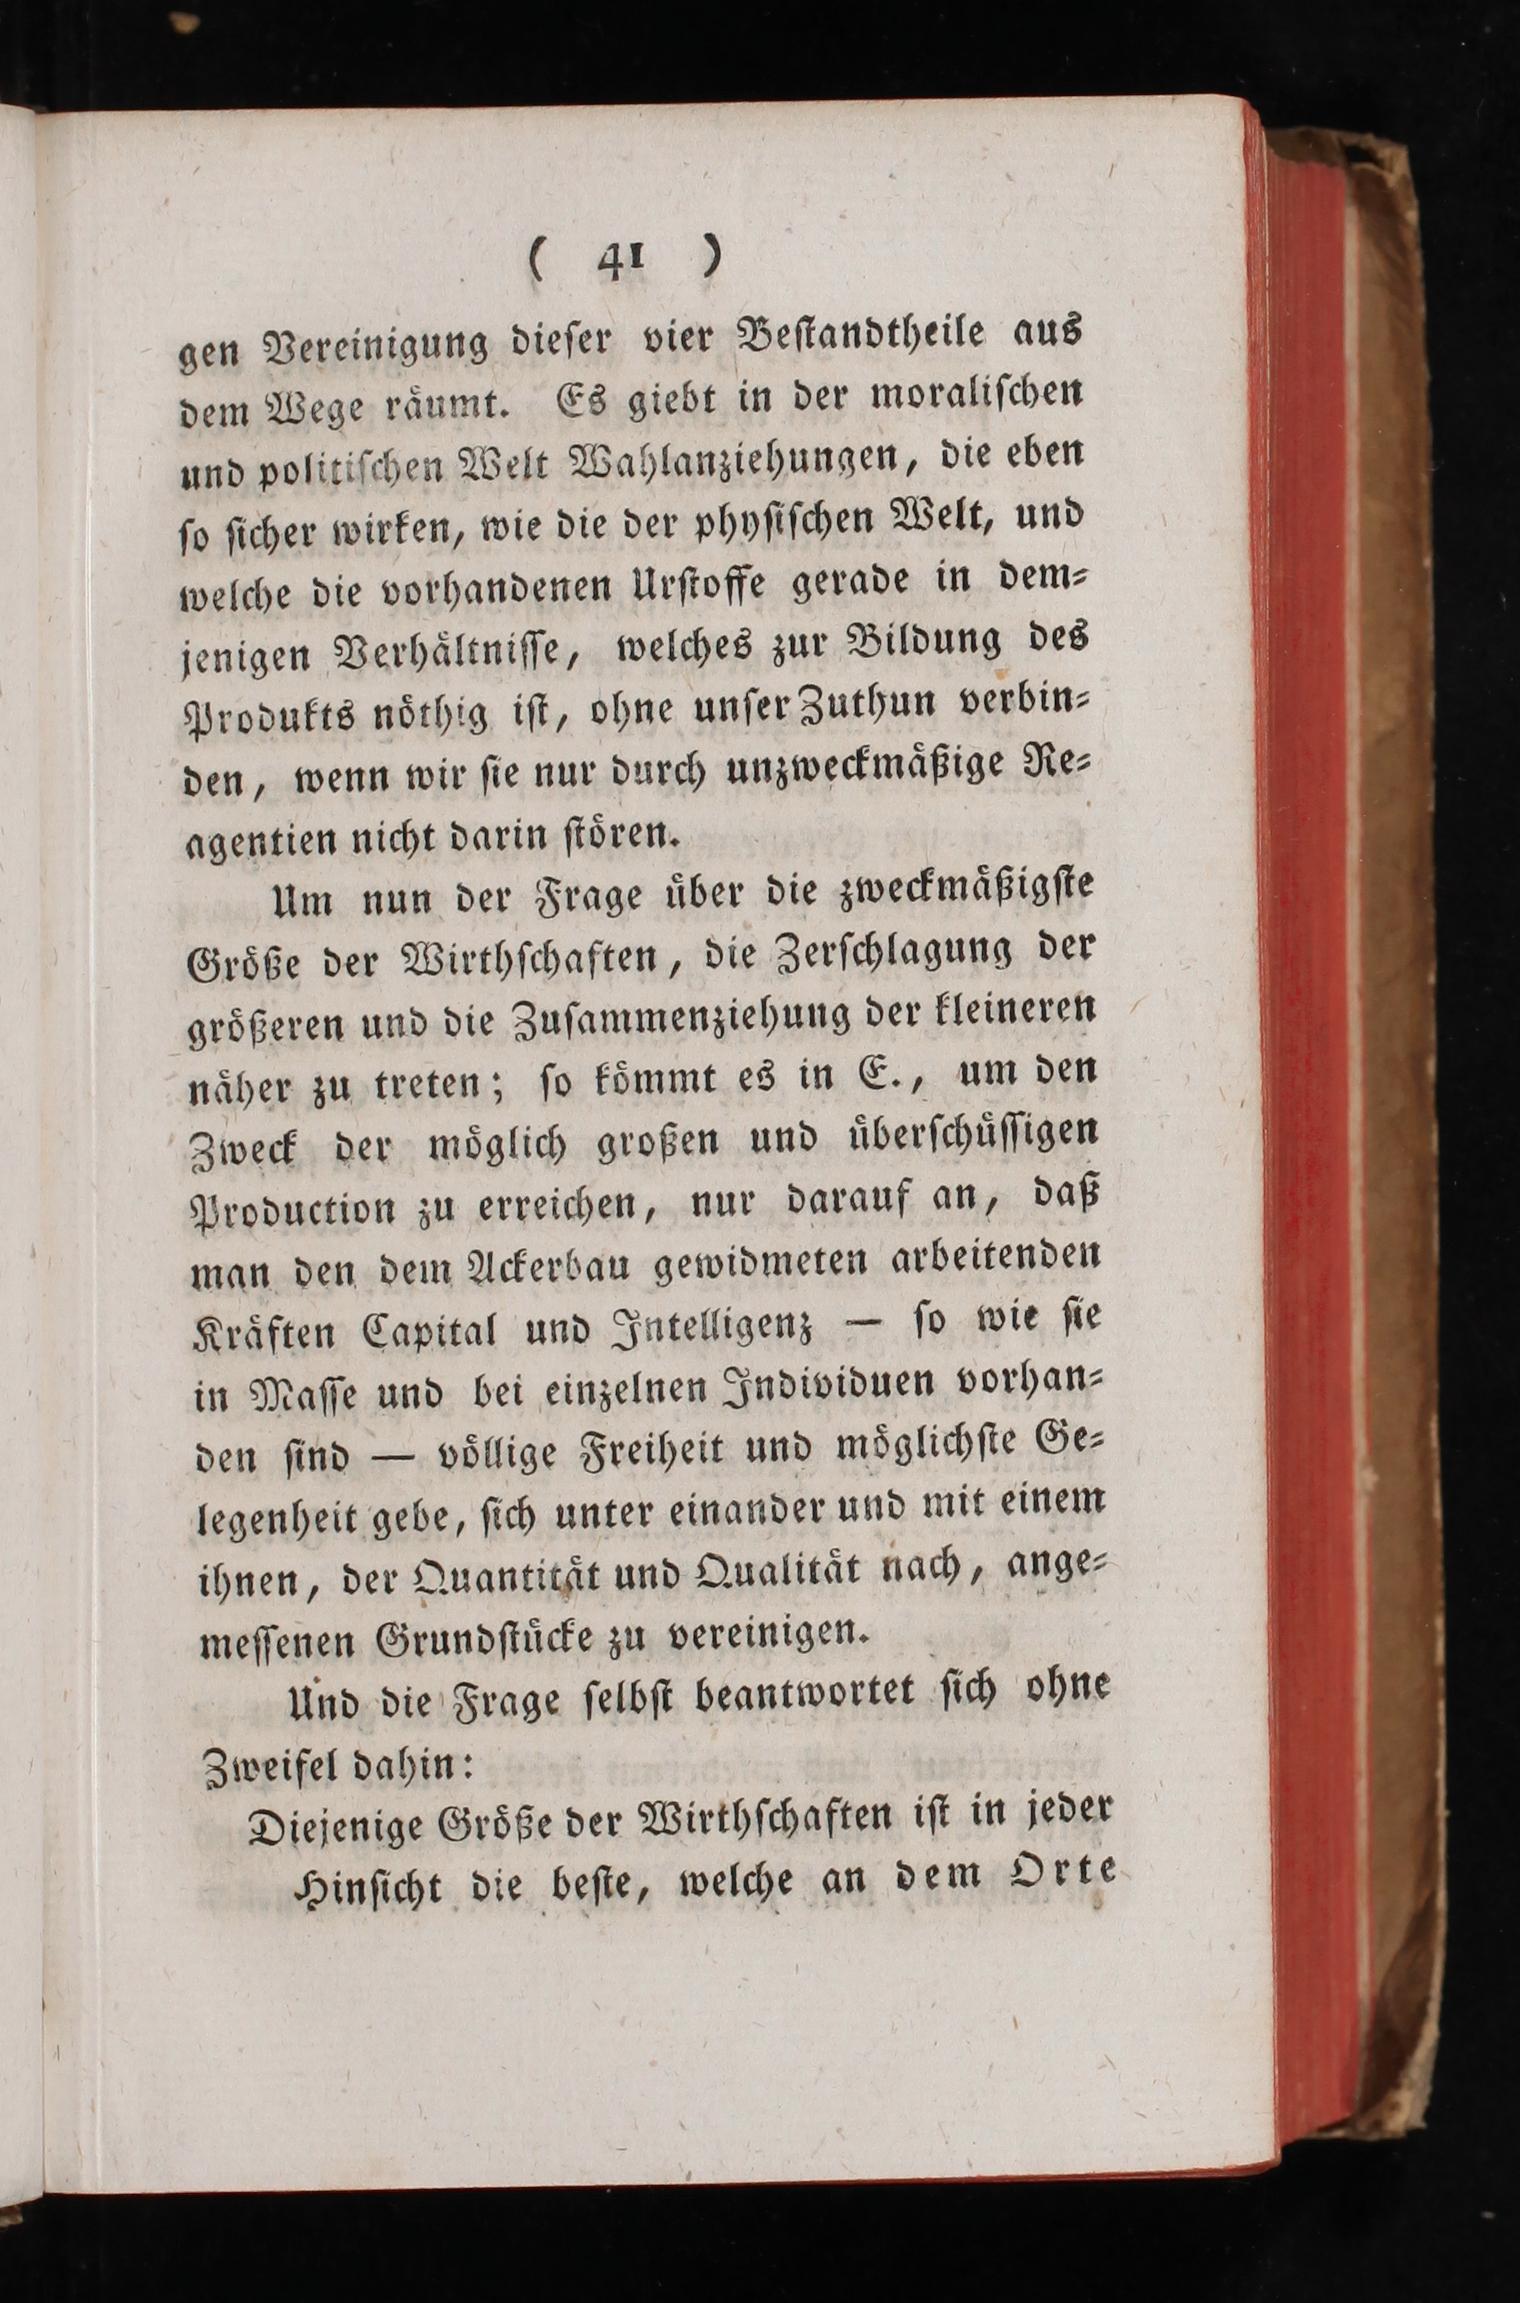 ( 41 )
gen Vereinigung dieſer vier Beſtandtheile aus
dem Wege räumt. Es giebt in der moraliſchen
und politiſchen Welt Wahlanziehungen, die eben
ſo ſicher wirken, wie die der phyſiſchen Welt, und
welche die vorhandenen Urſtoffe gerade in dem⸗
jenigen Verhältniſſe, welches zur Bildung des
Produkts nöthig iſt, ohne unſer Zuthun verbin⸗
den, wenn wir ſie nur durch unzweckmäßige Re⸗
agentien nicht darin ſtören.
Um nun der Frage über die zweckmäßigſte
Größe der Wirthſchaften, die Zerſchlagung der
größeren und die Zuſammenziehung der kleineren
näher zu treten; ſo kömmt es in E., um den
Zweck der möglich großen und überſchüſſigen
Production zu erreichen, nur darauf an, daß
man den dem Ackerbau gewidmeten arbeitenden
Kräften Capital und Intelligenz — ſo wie ſie
in Maſſe und bei einzelnen Individuen vorhan⸗
den ſind — völlige Freiheit und möglichſte Ge⸗
legenheit gebe, ſich unter einander und mit einem
ihnen, der Quantität und Qualität nach, ange⸗
meſſenen Grundſtücke zu vereinigen.
Und die Frage ſelbſt beantwortet ſich ohne
Zweifel dahin:
Diejenige Größe der Wirthſchaften iſt in jeder
Hinſicht die beſte, welche an dem Orte